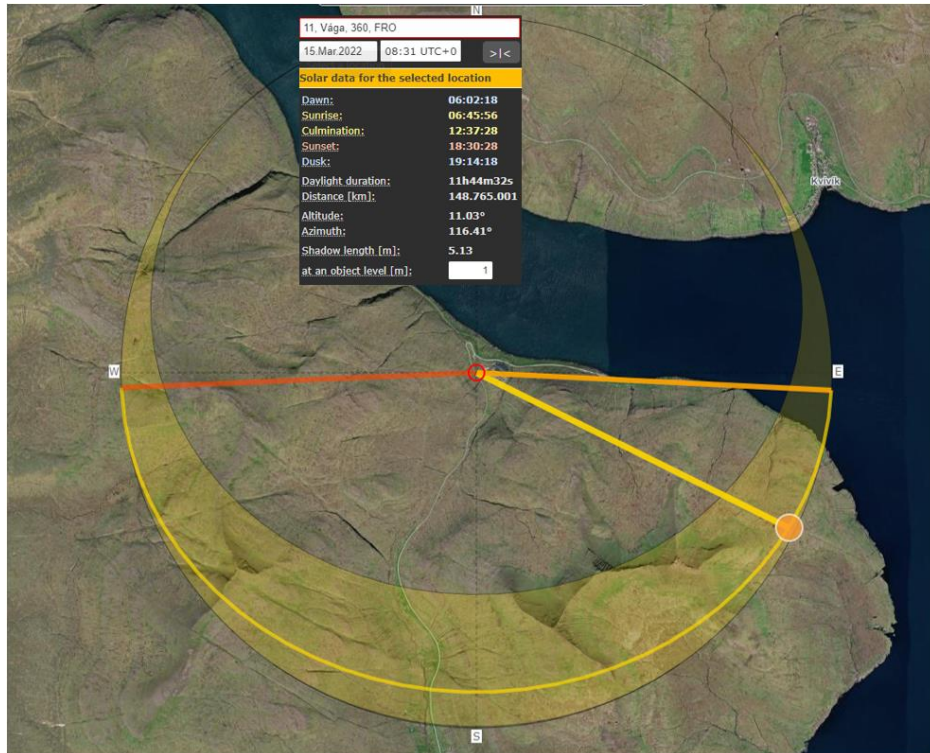 N
11, Vága, 360, FRO
15.Mar.2022 08:31 UTC+0 >|<
Solar data for the selected location
Dawn: 06:02:18
Sunrise: 06:45:56
Culmination: 12:37:28
Sunset: 18:30:28
Dusk: 19:14:18
Daylight duration: 11h44m32s
Distance [km]: 148.765.001
Altitude: 11.03°
Azimuth: 116.41°
Shadow length [m]: 5.13
at an object level [m]: 1
Kvívík
W
E
S